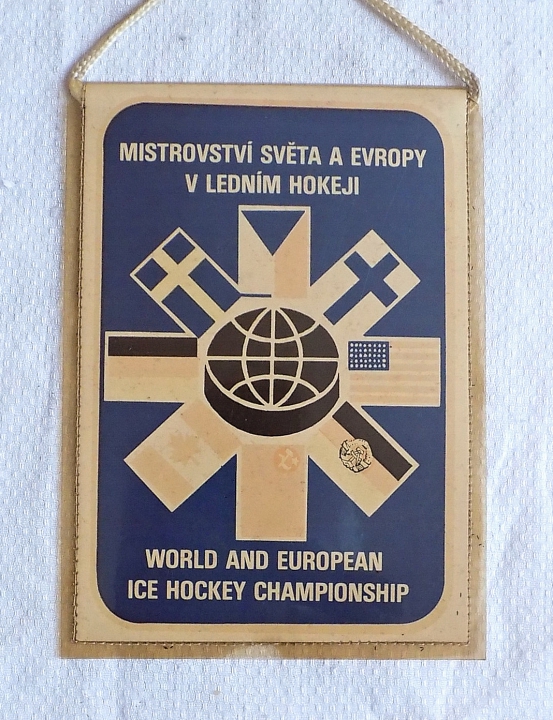 MISTROVSTVÍ SVĚTA A EVROPY
V LEDNÍM HOKEJI
WORLD AND EUROPEAN
ICE HOCKEY CHAMPIONSHIP